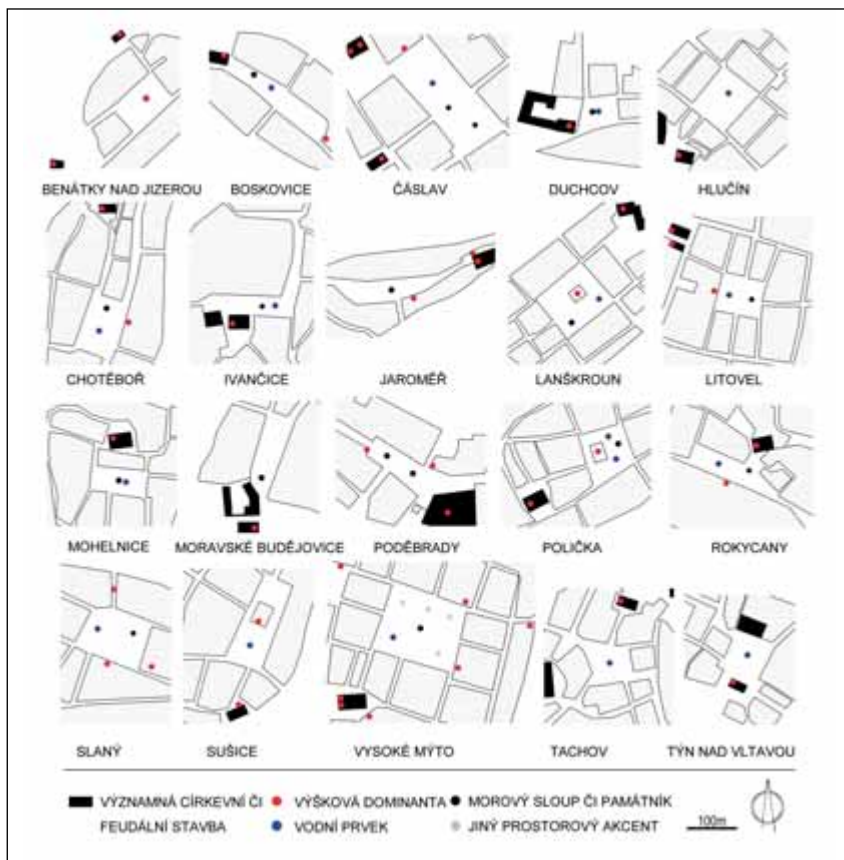 BENÁTKY NAD JIZEROU BOSKOVICE ČÁSLAV DUCHCOV HLUČÍN
CHOTĚBOŘ IVANČICE JAROMĚŘ LANŠKROUN LITOVEL
MOHELNICE MORAVSKÉ BUDĚJOVICE PODĚBRADY POLIČKA ROKYCANY
SLANÝ SUŠICE VYSOKÉ MÝTO TACHOV TÝN NAD VLTAVOU
VÝZNAMNÁ CÍRKEVNÍ ČI VÝŠKOVÁ DOMINANTA MOROVÝ SLOUP ČI PAMÁTNÍK
FEUDÁLNÍ STAVBA VODNÍ PRVEK JINÝ PROSTOROVÝ AKCENT 100m